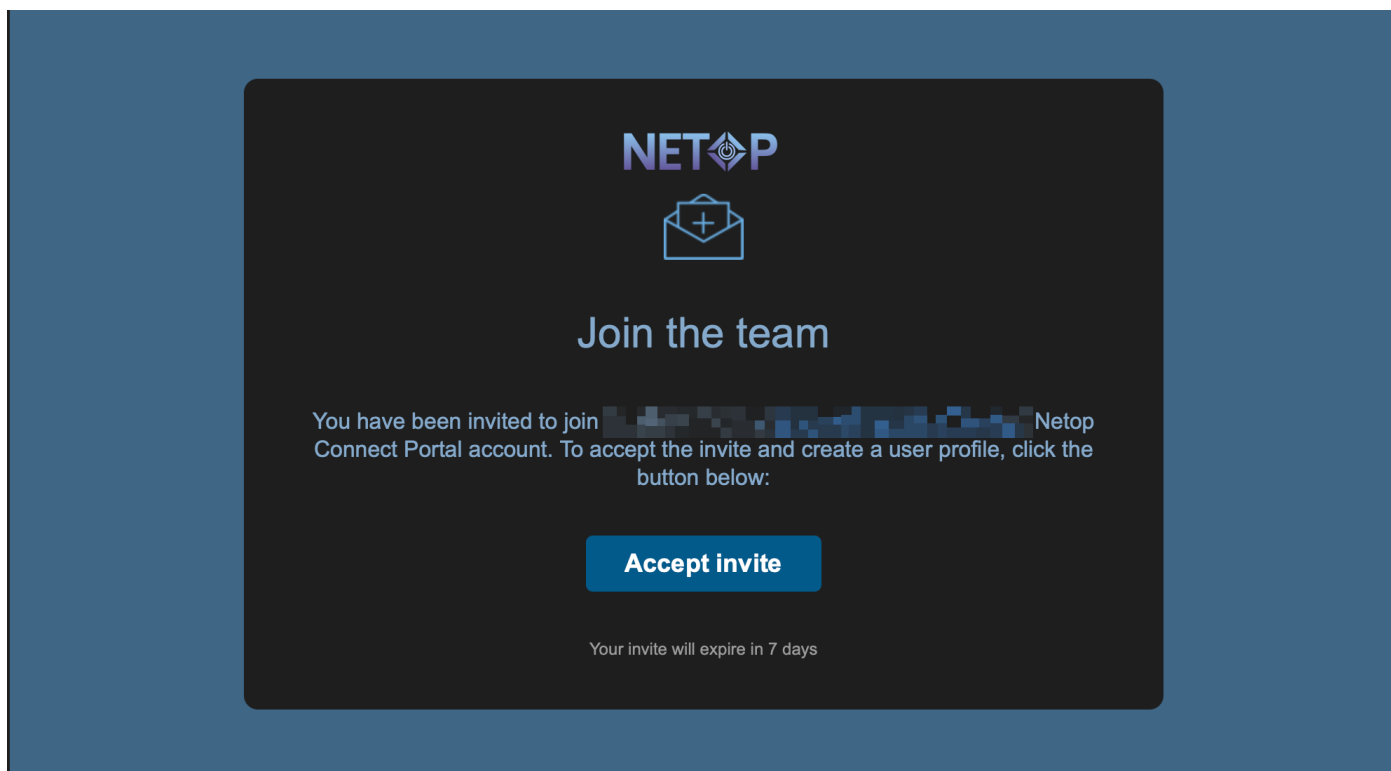 NETOP
Join the team
You have been invited to join Netop
Connect Portal account. To accept the invite and create a user profile, click the
button below:
Accept invite
Your invite will expire in 7 days